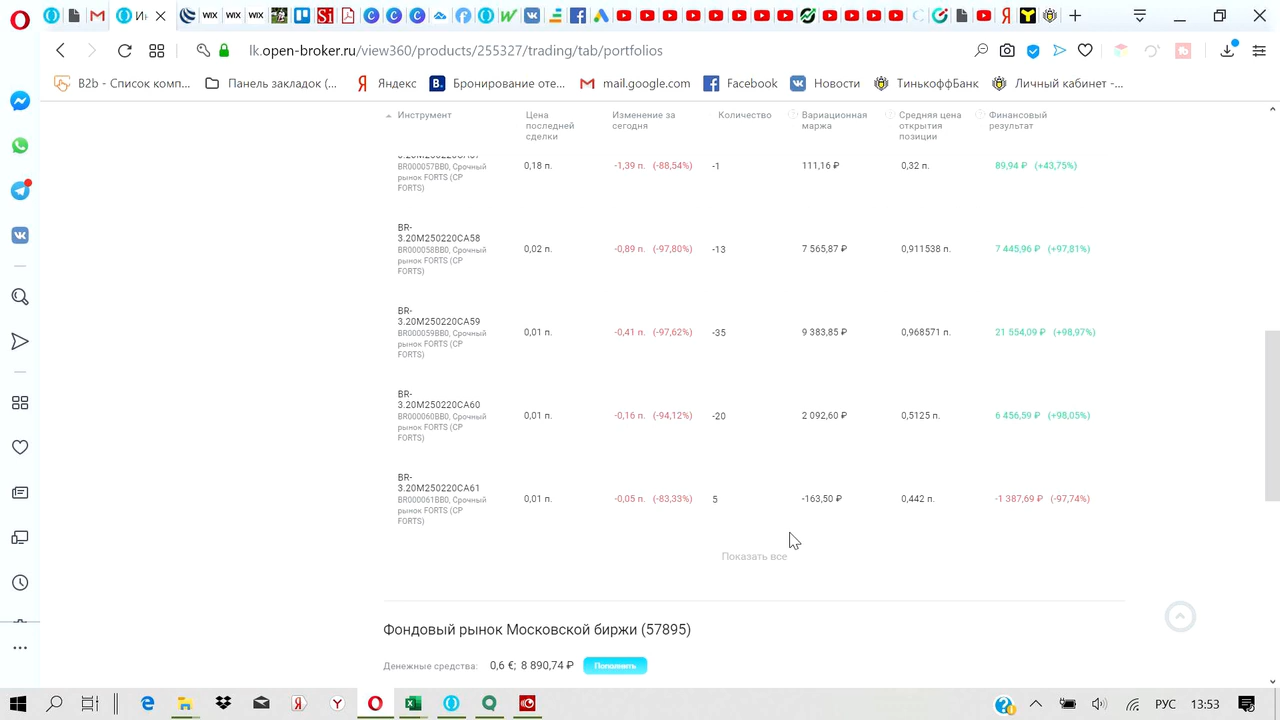 WIX WIX WIX
lk.open-broker.ru/view360/products/255327/trading/tab/portfolios
B2b - Список комп... Панель закладок (... Яндекс Бронирование оте... mail.google.com Facebook Новости ТинькоффБанк Личный кабинет -...
Инструмент Цена последней сделки Изменение за сегодня Количество Вариационная маржа Средняя цена открытия позиции Финансовый результат
BR000057BB0, Срочный 0,18 п. -1,39 п. (-88,54%) -1 111,16 ₽ 0,32 п. 89,94 ₽ (+43,75%)
рынок FORTS (СР
FORTS)
BR-
3.20M250220CA58
BR000058BB0, Срочный 0,02 п. -0,89 п. (-97,80%) -13 7 565,87 ₽ 0,911538 п. 7 445,96 ₽ (+97,81%)
рынок FORTS (СР
FORTS)
BR-
3.20M250220CA59
BR000059BB0, Срочный 0,01 п. -0,41 п. (-97,62%) -35 9 383,85 ₽ 0,968571 п. 21 554,09 ₽ (+98,97%)
рынок FORTS (СР
FORTS)
BR-
3.20M250220CA60
BR000060BB0, Срочный 0,01 п. -0,16 п. (-94,12%) -20 2 092,60 ₽ 0,5125 п. 6 456,59 ₽ (+98,05%)
рынок FORTS (СР
FORTS)
BR-
3.20M250220CA61
BR000061BB0, Срочный 0,01 п. -0,05 п. (-83,33%) 5 -163,50 ₽ 0,442 п. -1 387,69 ₽ (-97,74%)
рынок FORTS (СР
FORTS)
Показать все
Фондовый рынок Московской биржи (57895)
Денежные средства: 0,6 €; 8 890,74 ₽ Пополнить
РУС 13:53